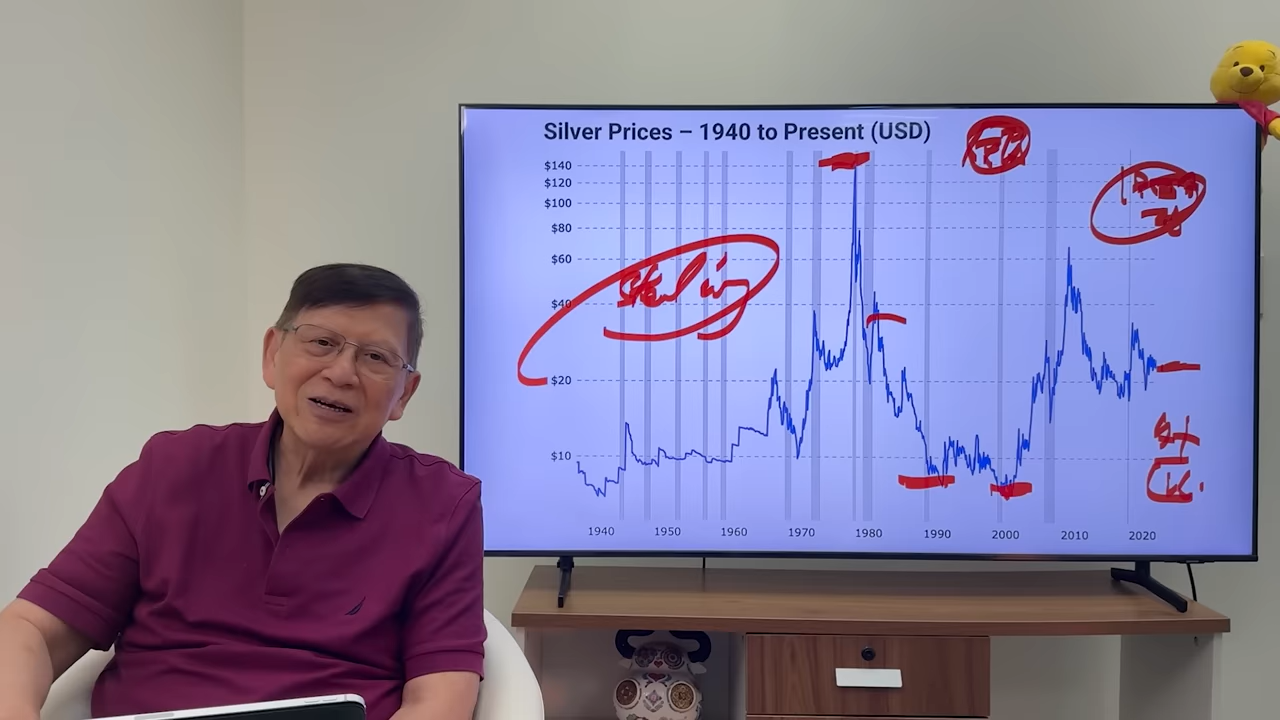 Silver Prices – 1940 to Present (USD)
$140
$120
$100
$80
$60
$40
$20
$10
Sterling
1940 1950 1960 1970 1980 1990 2000 2010 2020